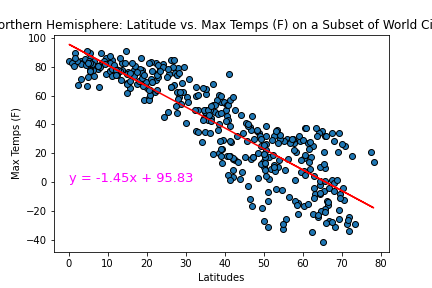 orthern Hemisphere: Latitude vs. Max Temps (F) on a Subset of World Ci
100
80
60
40
20
0
−20
−40
Max Temps (F)
y = -1.45x + 95.83
0 10 20 30 40 50 60 70 80
Latitudes